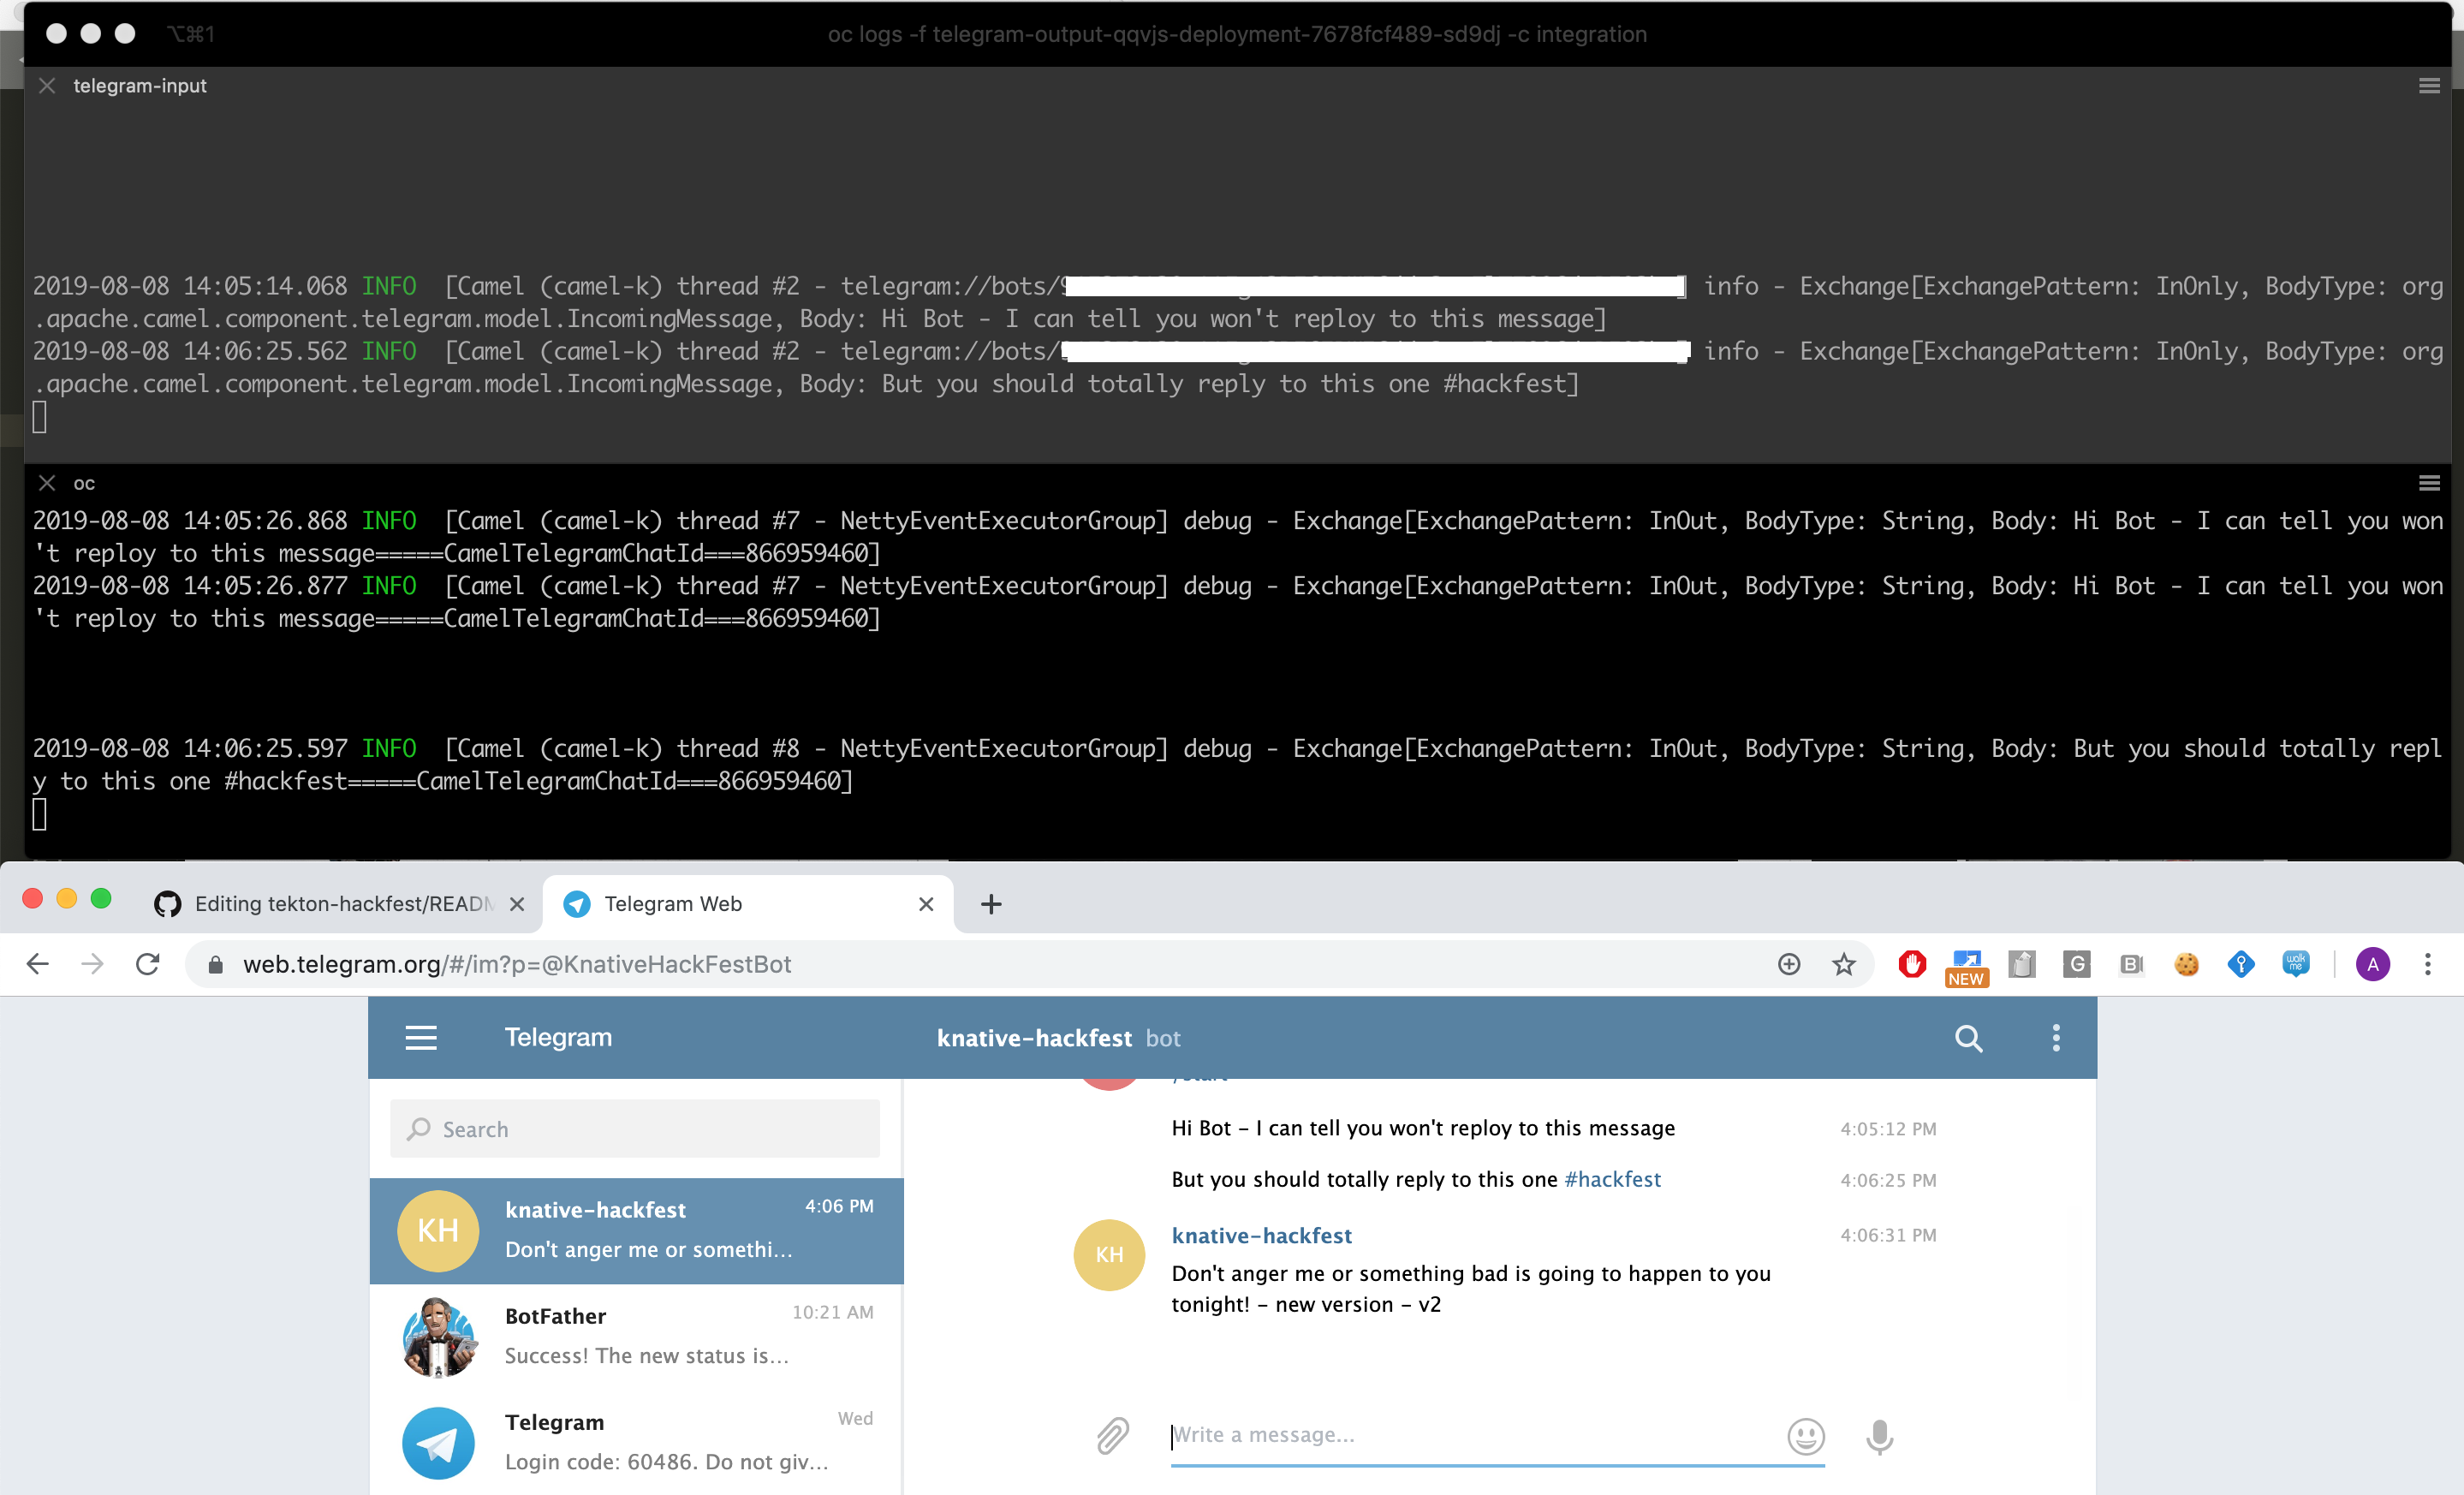 ⌥⌘1
oc logs -f telegram-output-qqvjs-deployment-7678fcf489-sd9dj -c integration
telegram-input
2019-08-08 14:05:14.068 INFO  [Camel (camel-k) thread #2 - telegram://bots/ info - Exchange[ExchangePattern: InOnly, BodyType: org
.apache.camel.component.telegram.model.IncomingMessage, Body: Hi Bot - I can tell you won't reploy to this message]
2019-08-08 14:06:25.562 INFO  [Camel (camel-k) thread #2 - telegram://bots/ info - Exchange[ExchangePattern: InOnly, BodyType: org
.apache.camel.component.telegram.model.IncomingMessage, Body: But you should totally reply to this one #hackfest]
oc
2019-08-08 14:05:26.868 INFO  [Camel (camel-k) thread #7 - NettyEventExecutorGroup] debug - Exchange[ExchangePattern: InOut, BodyType: String, Body: Hi Bot - I can tell you won
't reploy to this message=====CamelTelegramChatId===866959460]
2019-08-08 14:05:26.877 INFO  [Camel (camel-k) thread #7 - NettyEventExecutorGroup] debug - Exchange[ExchangePattern: InOut, BodyType: String, Body: Hi Bot - I can tell you won
't reploy to this message=====CamelTelegramChatId===866959460]
2019-08-08 14:06:25.597 INFO  [Camel (camel-k) thread #8 - NettyEventExecutorGroup] debug - Exchange[ExchangePattern: InOut, BodyType: String, Body: But you should totally repl
y to this one #hackfest=====CamelTelegramChatId===866959460]
Editing tekton-hackfest/READM
Telegram Web
web.telegram.org/#/im?p=@KnativeHackFestBot
NEW
G
B
walk me
A
Telegram
knative-hackfest bot
/start
Search
Hi Bot - I can tell you won't reploy to this message 4:05:12 PM
But you should totally reply to this one #hackfest 4:06:25 PM
KH
knative-hackfest 4:06 PM
Don't anger me or somethi...
KH
knative-hackfest 4:06:31 PM
Don't anger me or something bad is going to happen to you
tonight! - new version - v2
BotFather 10:21 AM
Success! The new status is...
Telegram Wed
Login code: 60486. Do not giv...
Write a message...